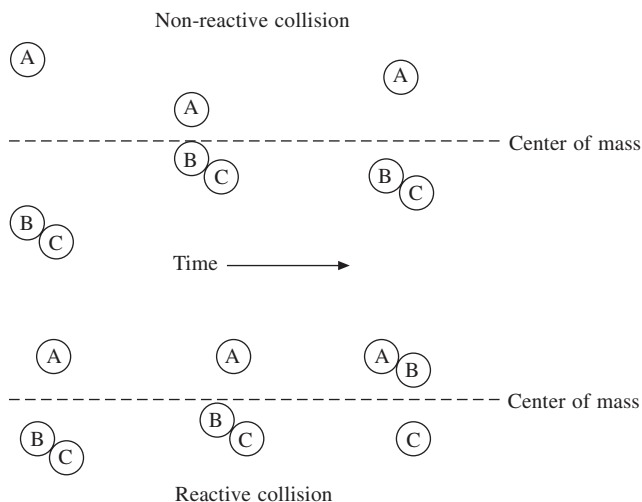 Non-reactive collision
A
A
A
Center of mass
B
C
B
C
B
C
Time
A
A
A
B
Center of mass
B
C
B
C
C
Reactive collision